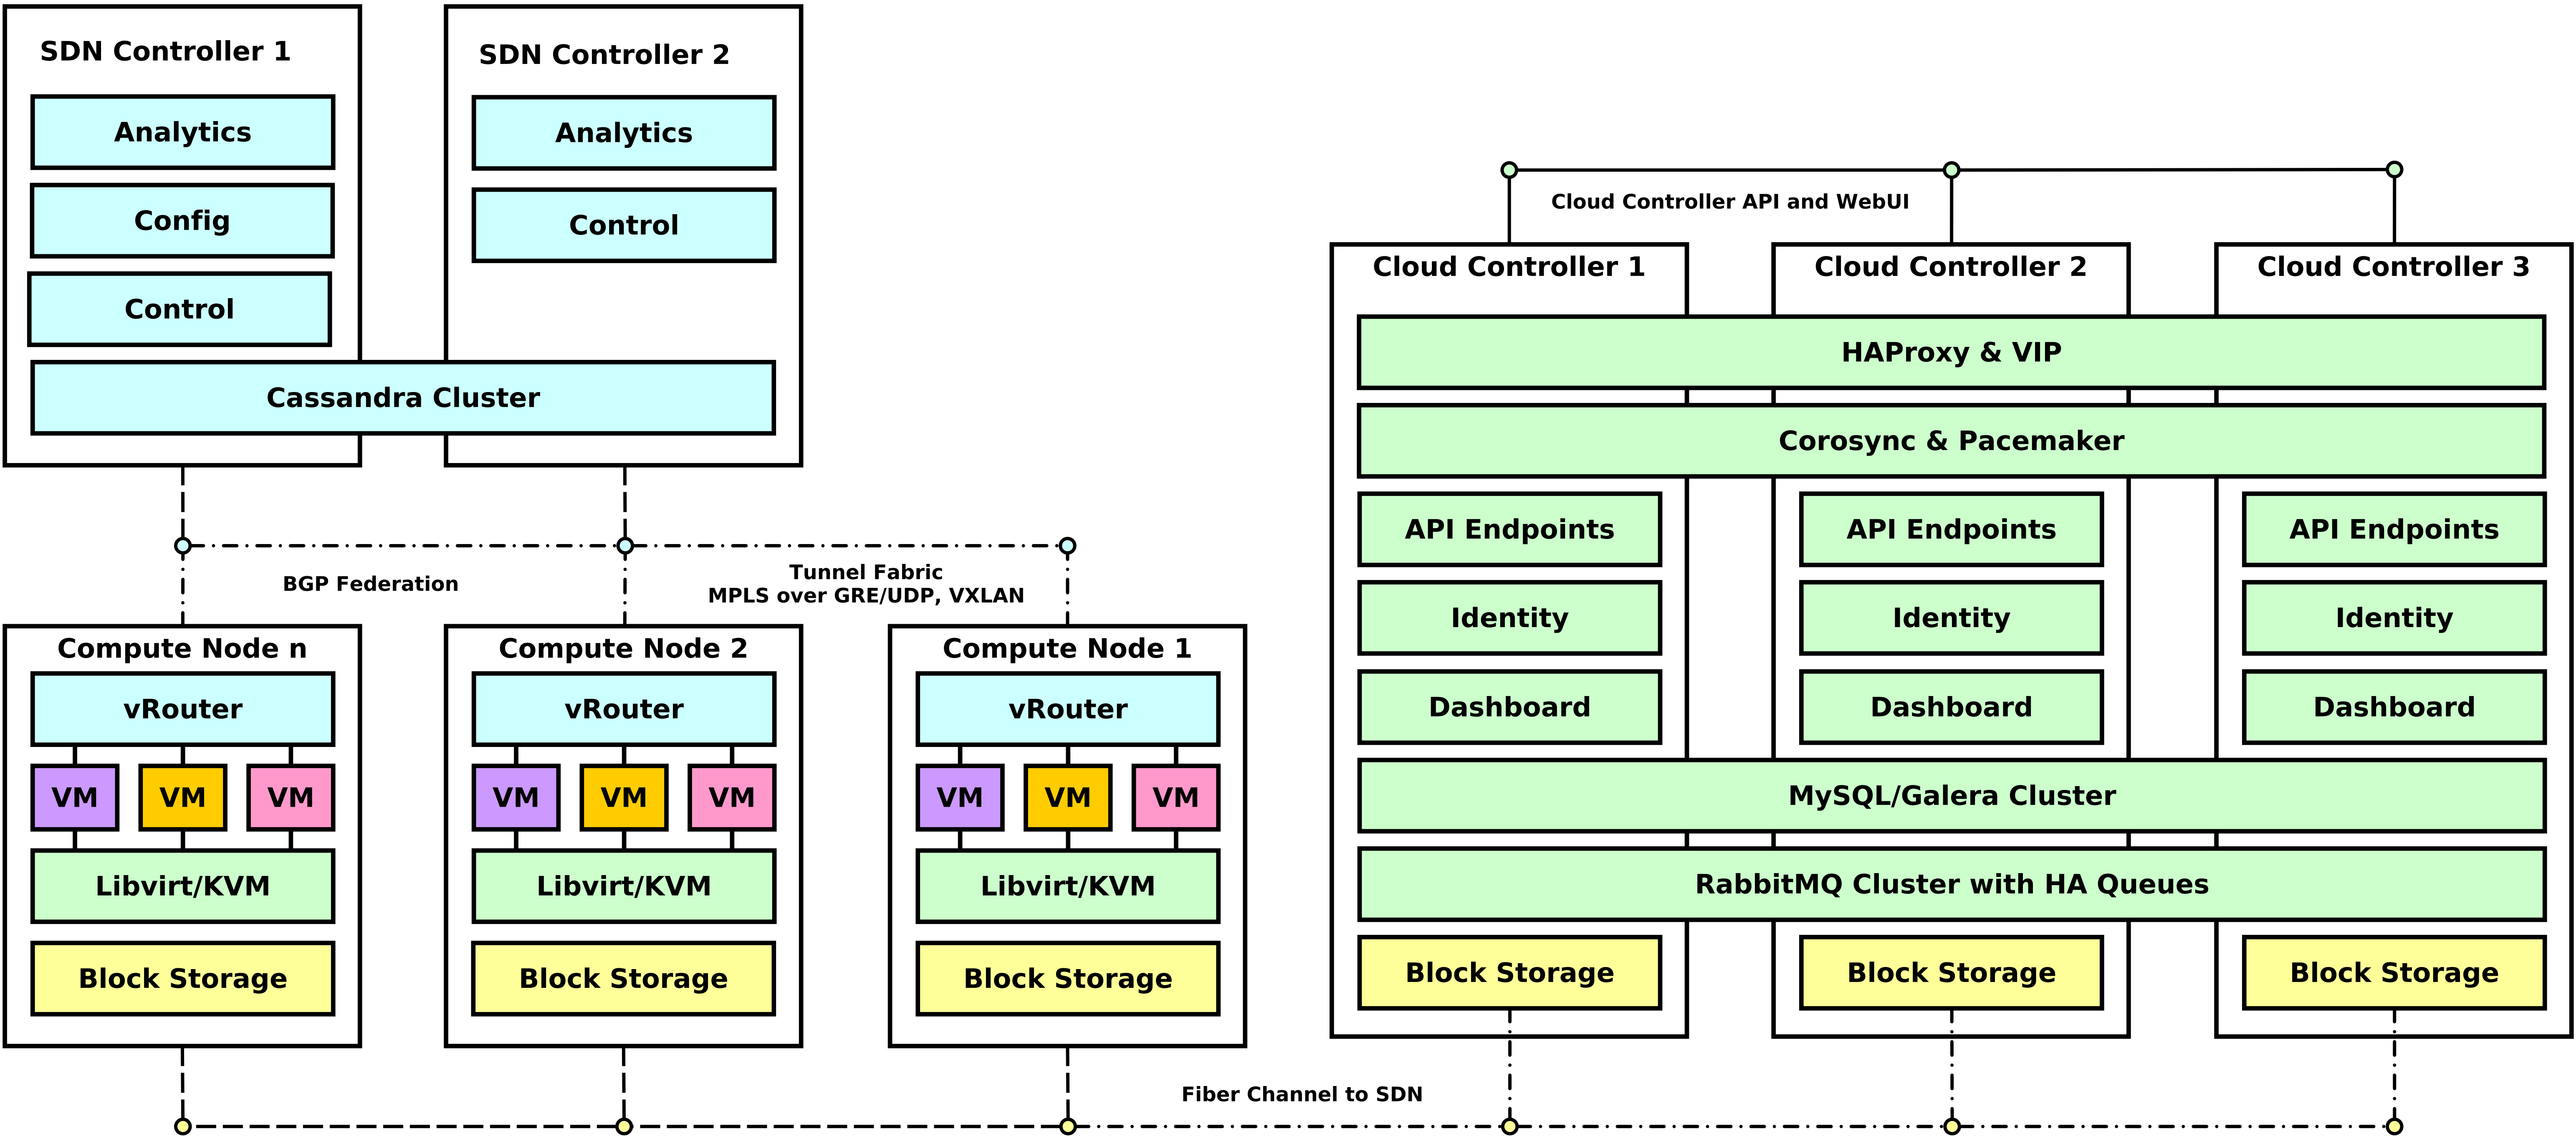 SDN Controller 1
Analytics
Config
Control
SDN Controller 2
Analytics
Control
Cassandra Cluster
BGP Federation
Tunnel Fabric
MPLS over GRE/UDP, VXLAN
Compute Node n
vRouter
VM VM VM
Libvirt/KVM
Block Storage
Compute Node 2
vRouter
VM VM VM
Libvirt/KVM
Block Storage
Compute Node 1
vRouter
VM VM VM
Libvirt/KVM
Block Storage
Cloud Controller API and WebUI
Cloud Controller 1 Cloud Controller 2 Cloud Controller 3
HAProxy & VIP
Corosync & Pacemaker
API Endpoints API Endpoints API Endpoints
Identity Identity Identity
Dashboard Dashboard Dashboard
MySQL/Galera Cluster
RabbitMQ Cluster with HA Queues
Block Storage Block Storage Block Storage
Fiber Channel to SDN